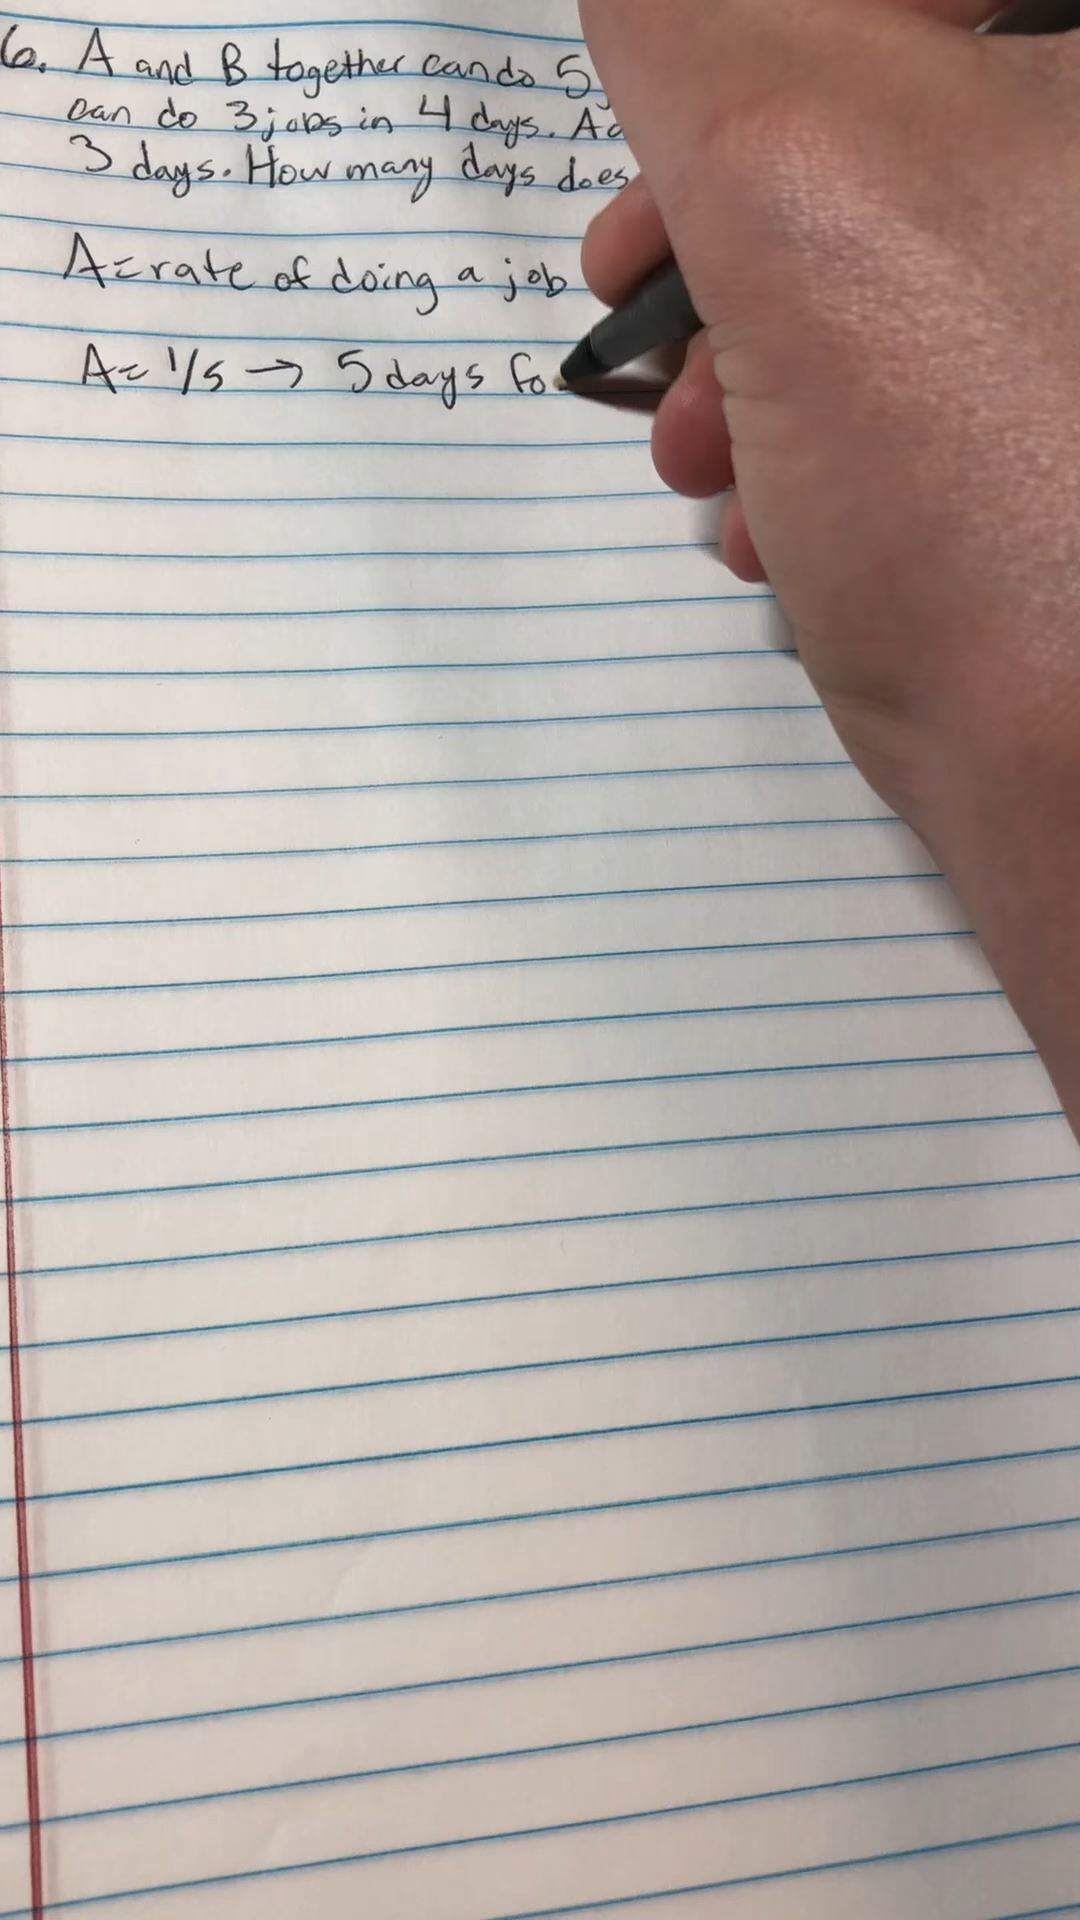 6. A and B together can do 5
can do 3 jobs in 4 days. A
3 days. How many days does
A = rate of doing a job
A = 1/5 → 5 days fo